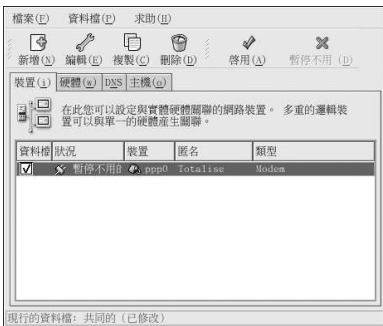 檔案(F) 資料檔(P) 求助(H)
新增(N) 編輯(E) 複製(C) 刪除(D) 啓用(A) 暫停不用 (D)
裝置(i) 硬體(w) DNS 主機(o)
在此您可以設定與實體硬體關聯的網路裝置。 多重的邏輯裝
置可以與單一的硬體產生關聯。
資料檔 狀況 裝置 匿名 類型
暫停不用的 ppp0 Totalise Modem
現行的資料檔: 共同的 (已修改)